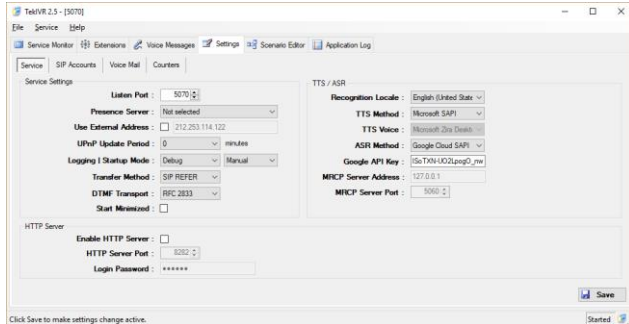 TekIVR 2.5 - [5070]
File Service Help
Service Monitor Extensions Voice Messages Settings Scenario Editor Application Log
Service SIP Accounts Voice Mail Counters
Service Settings
Listen Port : 5070
Presence Server : Not selected
Use External Address : 212.253.114.122
UPnP Update Period : 0 minutes
Logging | Startup Mode : Debug Manual
Transfer Method : SIP REFER
DTMF Transport : RFC 2833
Start Minimized :
TTS / ASR
Recognition Locale : English (United State
TTS Method : Microsoft SAPI
TTS Voice : Microsoft Zira Deskto
ASR Method : Google Cloud SAPI
Google API Key :
MRCP Server Address : 127.0.0.1
MRCP Server Port : 5060
HTTP Server
Enable HTTP Server :
HTTP Server Port : 8282
Login Password : ******
Save
Click Save to make settings change active. Started